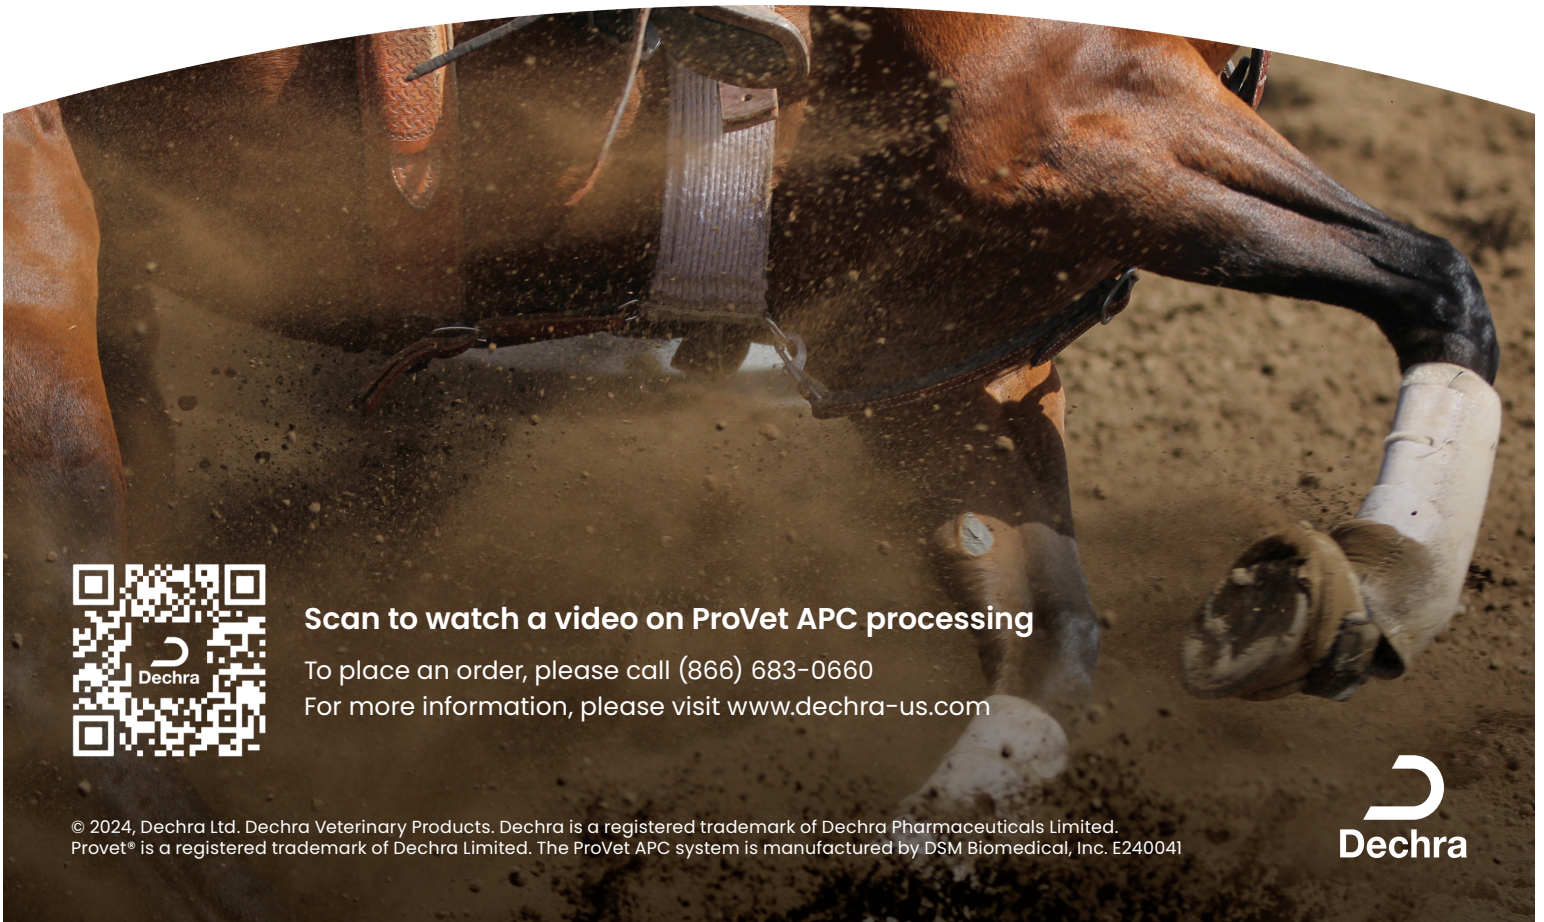 Dechra
Scan to watch a video on ProVet APC processing
To place an order, please call (866) 683-0660
For more information, please visit www.dechra-us.com
© 2024, Dechra Ltd. Dechra Veterinary Products. Dechra is a registered trademark of Dechra Pharmaceuticals Limited.
Provet® is a registered trademark of Dechra Limited. The ProVet APC system is manufactured by DSM Biomedical, Inc. E240041
Dechra